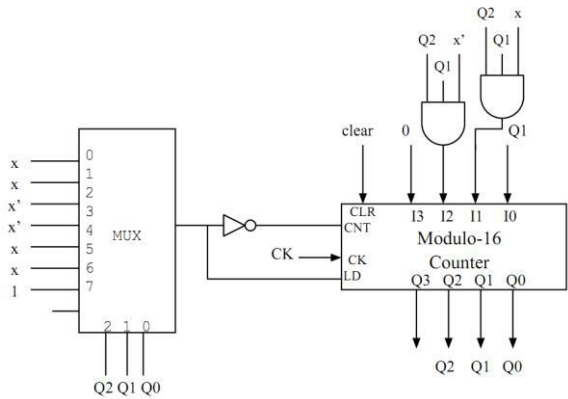 Q2 x
Q2 x' Q1
Q1
clear 0 Q1
x 0
x 1
x' 2
x' 3
x 4
x 5
x 6
1 7
MUX
2 1 0
Q2 Q1 Q0
CLR I3 I2 I1 I0
CNT Modulo-16
CK CK Counter
LD Q3 Q2 Q1 Q0
Q2 Q1 Q0